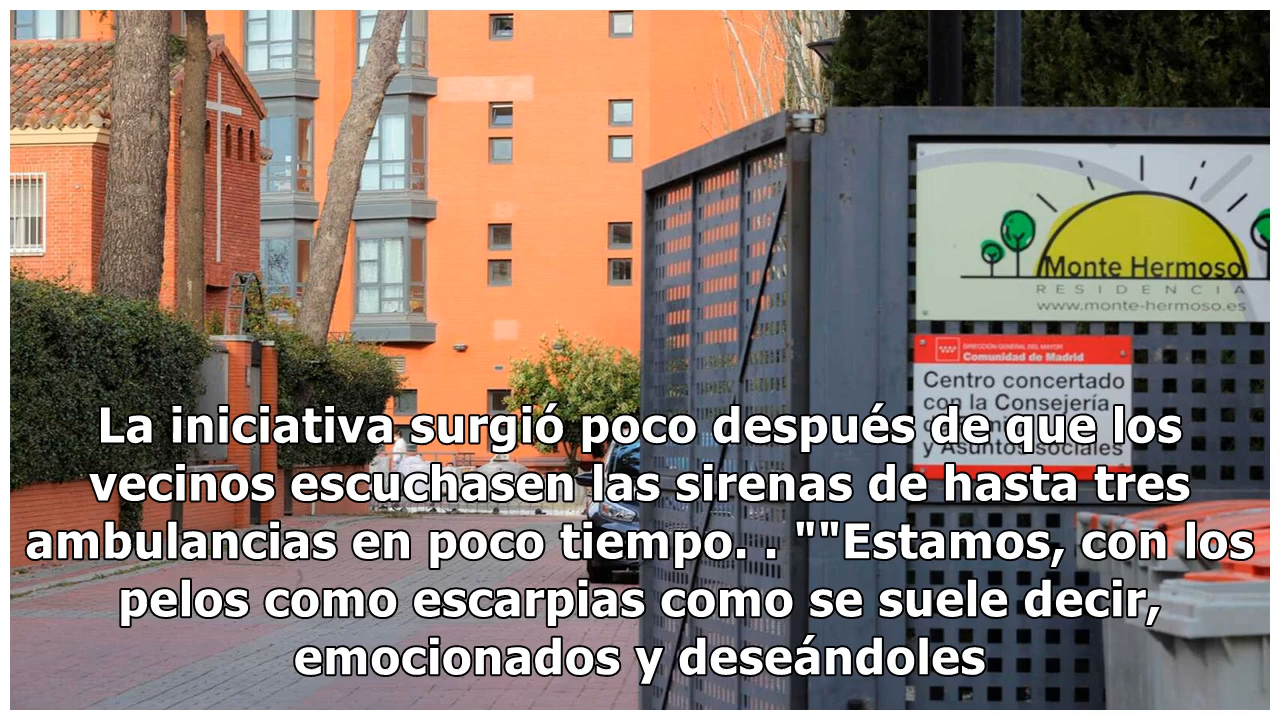 Monte Hermoso
RESIDENCIA
www.monte-hermoso.es
DIRECCIÓN GENERAL DEL MAYOR
Comunidad de Madrid
Centro concertado
con la Consejería
y Asuntos sociales
La iniciativa surgió poco después de que los
vecinos escuchasen las sirenas de hasta tres
ambulancias en poco tiempo. . ""Estamos, con los
pelos como escarpias como se suele decir,
emocionados y deseándoles